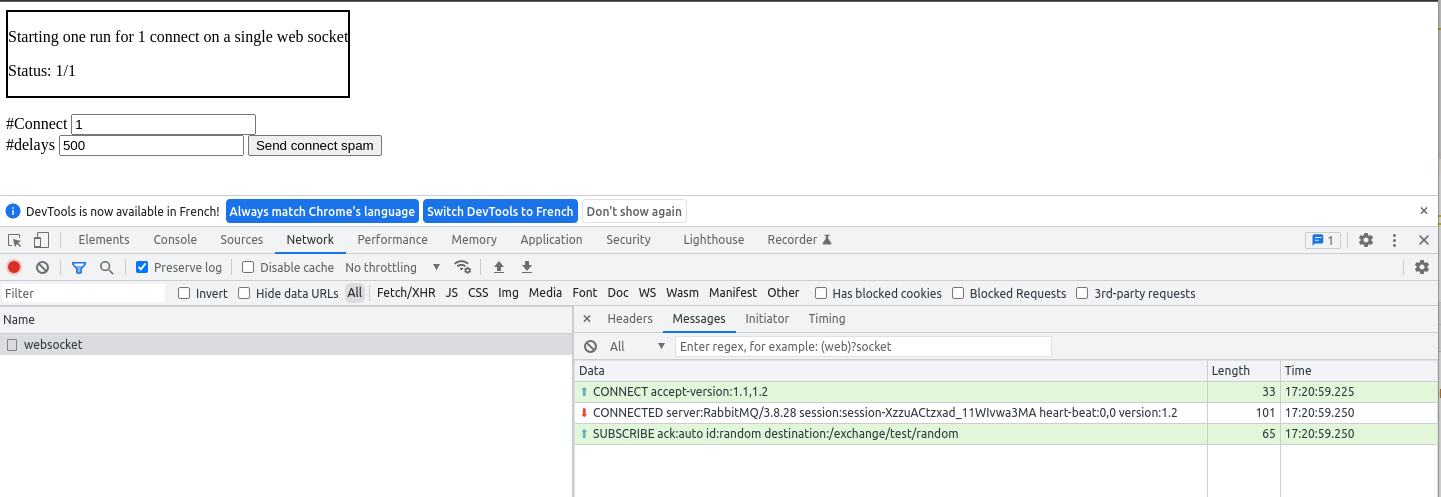 Starting one run for 1 connect on a single web socket
Status: 1/1
#Connect 1
#delays 500 Send connect spam
DevTools is now available in French! Always match Chrome's language Switch DevTools to French Don't show again
Elements Console Sources Network Performance Memory Application Security Lighthouse Recorder 1
Preserve log Disable cache No throttling
Filter Invert Hide data URLs All Fetch/XHR JS CSS Img Media Font Doc WS Wasm Manifest Other Has blocked cookies Blocked Requests 3rd-party requests
Name Headers Messages Initiator Timing
websocket All Enter regex, for example: (web)?socket
Data Length Time
CONNECT accept-version:1.1,1.2 33 17:20:59.225
CONNECTED server:RabbitMQ/3.8.28 session:session-XzzuACtzxad_11WIvwa3MA heart-beat:0,0 version:1.2 101 17:20:59.250
SUBSCRIBE ack:auto id:random destination:/exchange/test/random 65 17:20:59.250